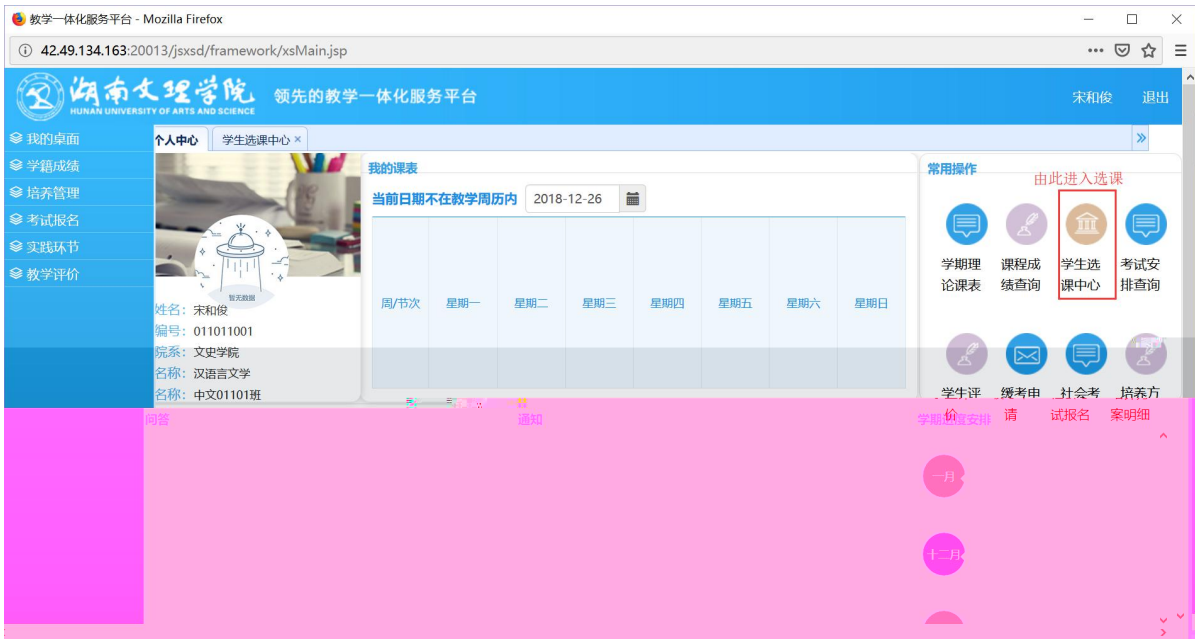 教学一体化服务平台 - Mozilla Firefox
42.49.134.163:20013/jsxsd/framework/xsMain.jsp
湖南文理学院
HUNAN UNIVERSITY OF ARTS AND SCIENCE
领先的教学一体化服务平台
宋和俊 退出
我的桌面
学籍成绩
培养管理
考试报名
实践环节
教学评价
个人中心 学生选课中心 ×
暂无数据
姓名: 宋和俊
编号: 011011001
院系: 文史学院
名称: 汉语言文学
名称: 中文01101班
我的课表
当前日期不在教学周历内 2018-12-26
周/节次 星期一 星期二 星期三 星期四 星期五 星期六 星期日
常用操作
由此进入选课
学期理论课表
课程成绩查询
学生选课中心
考试安排查询
学生评价
缓考申请
社会考试报名
培养方案明细
问答
通知
学期进度安排
一月
十二月